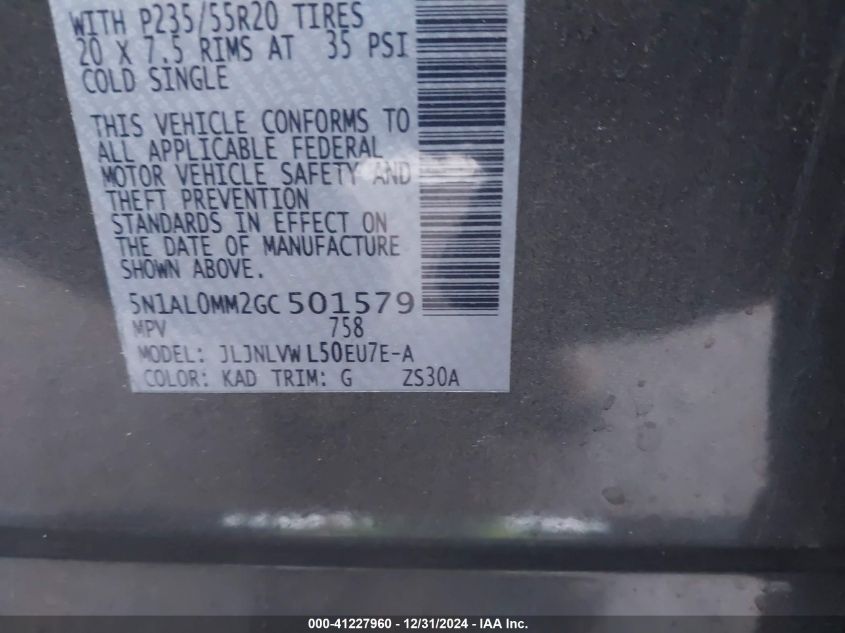 WITH P235/55R20 TIRES
20 X 7.5 RIMS AT 35 PSI
COLD SINGLE
THIS VEHICLE CONFORMS TO
ALL APPLICABLE FEDERAL
MOTOR VEHICLE SAFETY AND
THEFT PREVENTION
STANDARDS IN EFFECT ON
THE DATE OF MANUFACTURE
SHOWN ABOVE.
5N1AL0MM2GC501579
MPV 758
MODEL: JLJNLVW L50EU7E-A
COLOR: KAD TRIM: G ZS30A
000-41227960 - 12/31/2024 - IAA Inc.